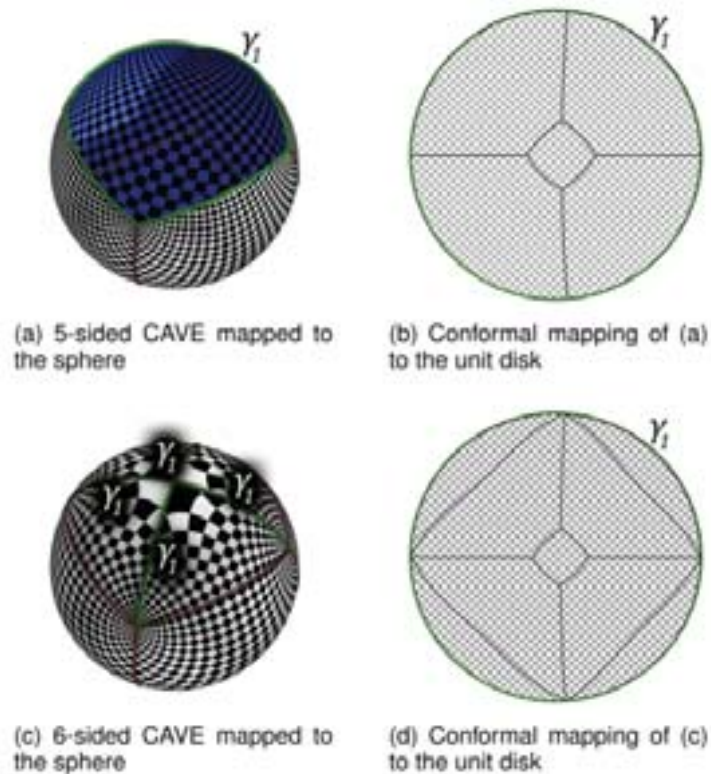 γ₁
γ₁
(a) 5-sided CAVE mapped to
the sphere
(b) Conformal mapping of (a)
to the unit disk
γ₁
γ₁
γ₁
γ₁
γ₁
(c) 6-sided CAVE mapped to
the sphere
(d) Conformal mapping of (c)
to the unit disk